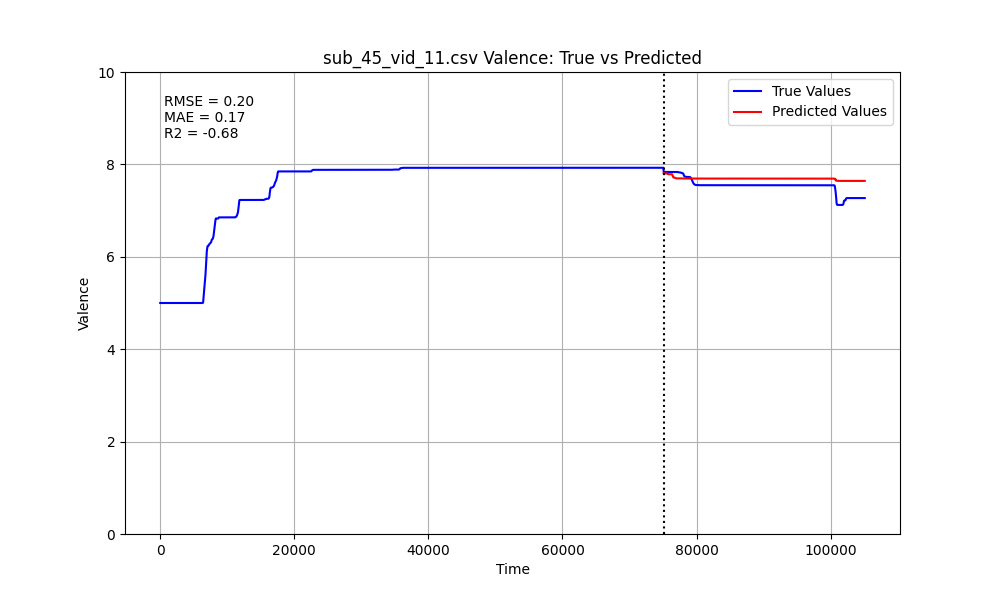 sub_45_vid_11.csv Valence: True vs Predicted
RMSE = 0.20
MAE = 0.17
R2 = -0.68
True Values
Predicted Values
10
8
6
4
2
0
Valence
0
20000
40000
60000
80000
100000
Time